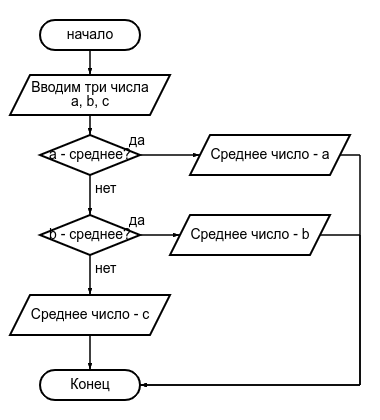 начало
Вводим три числа
a, b, c
a - среднее?
да
Среднее число - a
нет
b - среднее?
да
Среднее число - b
нет
Среднее число - c
Конец